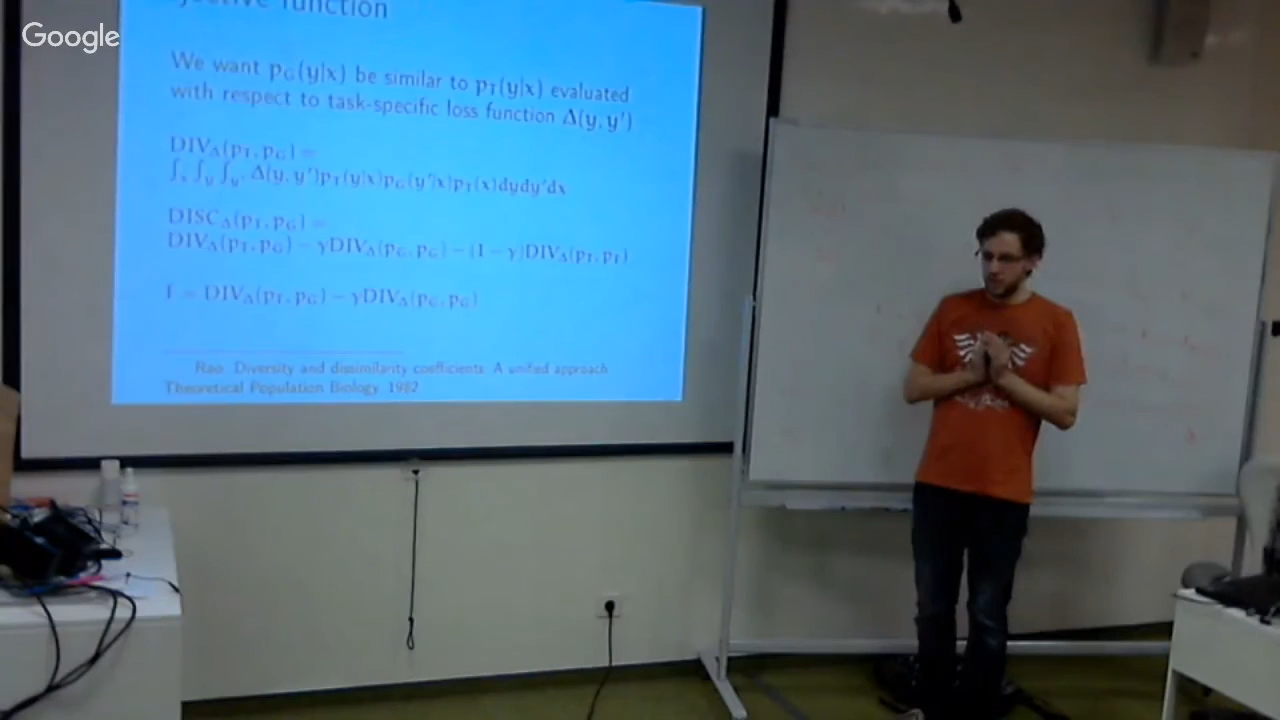 Google
jective function
We want p_G(y|x) be similar to p_T(y|x) evaluated
with respect to task-specific loss function Δ(y, y′)
DIV_Δ(p_T, p_G) =
∫_x ∫_y ∫_y′ Δ(y, y′)p_T(y|x)p_G(y′|x)p_T(x)dydy′dx
DISC_Δ(p_T, p_G) =
DIV_Δ(p_T, p_G) − γDIV_Δ(p_G, p_G) − (1 − γ)DIV_Δ(p_T, p_T)
= DIV_Δ(p_T, p_G) − γDIV_Δ(p_G, p_G)
Rao. Diversity and dissimilarity coefficients: A unified approach
Theoretical Population Biology, 1982